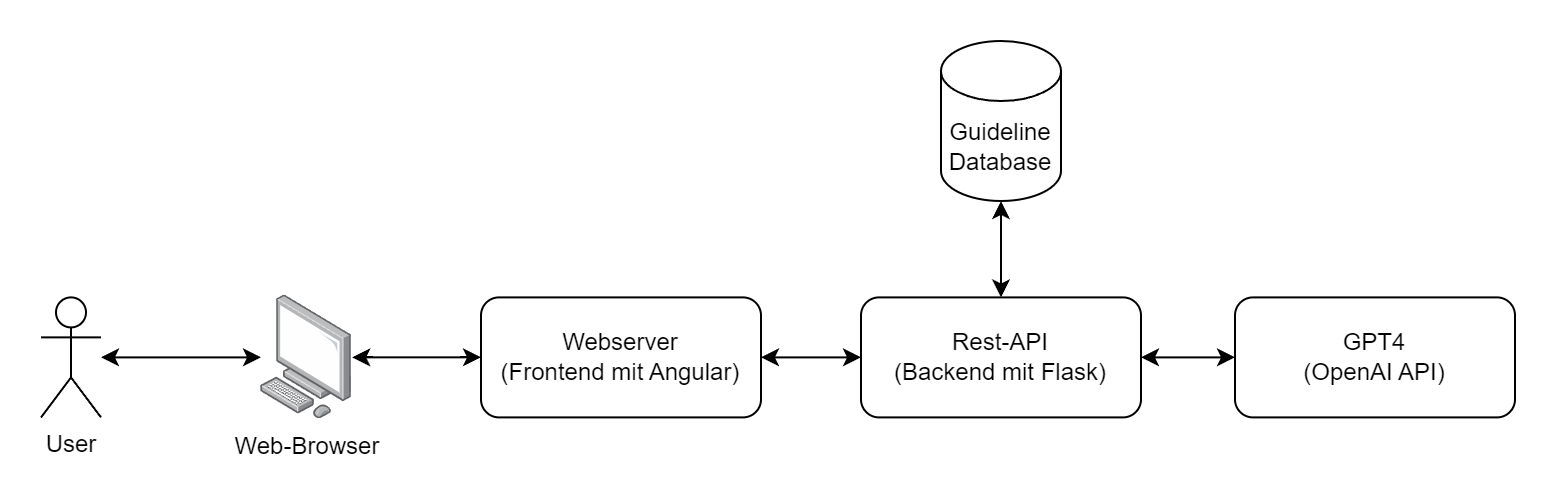 Guideline
Database
User
Web-Browser
Webserver
(Frontend mit Angular)
Rest-API
(Backend mit Flask)
GPT4
(OpenAI API)